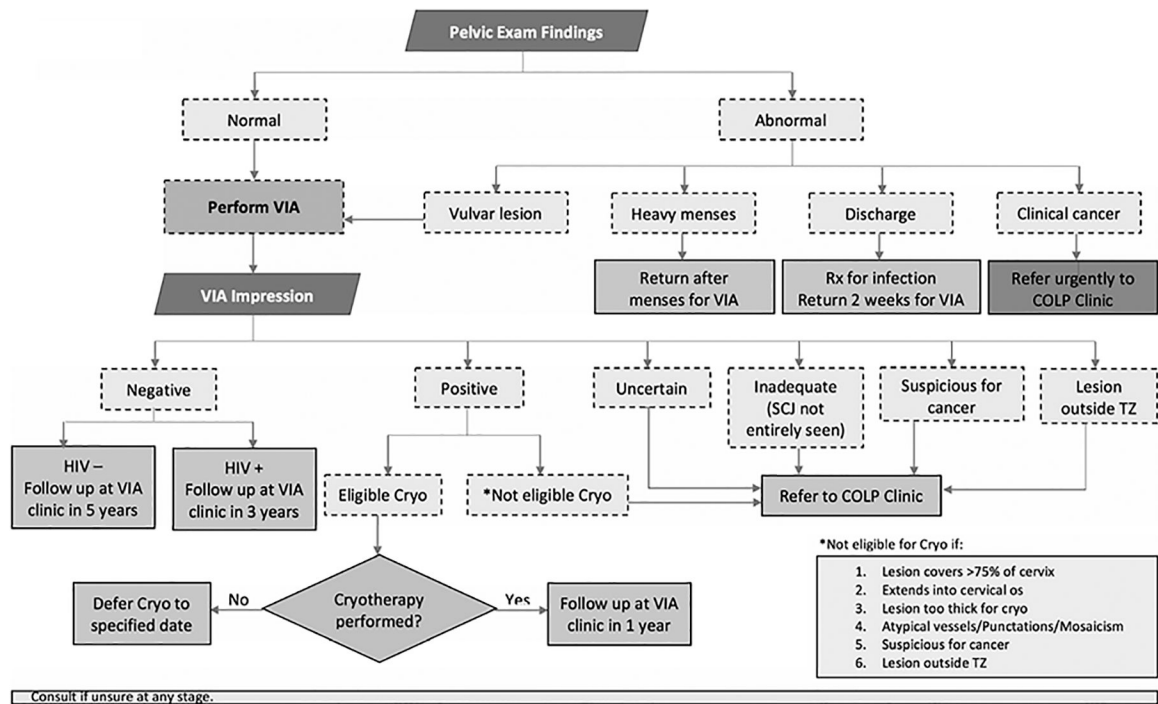 Pelvic Exam Findings
Normal
Abnormal
Perform VIA
Vulvar lesion
Heavy menses
Discharge
Clinical cancer
Return after
menses for VIA
Rx for infection
Return 2 weeks for VIA
Refer urgently to
COLP Clinic
VIA Impression
Negative
Positive
Uncertain
Inadequate
(SCJ not
entirely seen)
Suspicious for
cancer
Lesion
outside TZ
HIV –
Follow up at VIA
clinic in 5 years
HIV +
Follow up at VIA
clinic in 3 years
Eligible Cryo
*Not eligible Cryo
Refer to COLP Clinic
Defer Cryo to
specified date
No
Cryotherapy
performed?
Yes
Follow up at VIA
clinic in 1 year
*Not eligible for Cryo if:
1. Lesion covers >75% of cervix
2. Extends into cervical os
3. Lesion too thick for cryo
4. Atypical vessels/Punctations/Mosaicism
5. Suspicious for cancer
6. Lesion outside TZ
Consult if unsure at any stage.